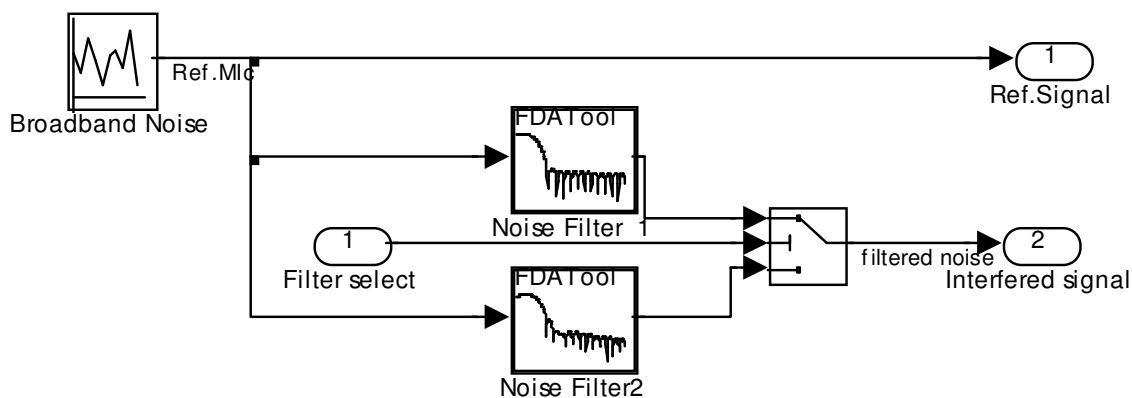 Ref.MIc
1
Ref.Signal
Broadband Noise
FDATool
Noise Filter 1
1
Filter select
2
filtered noise
Interfered signal
FDATool
Noise Filter2